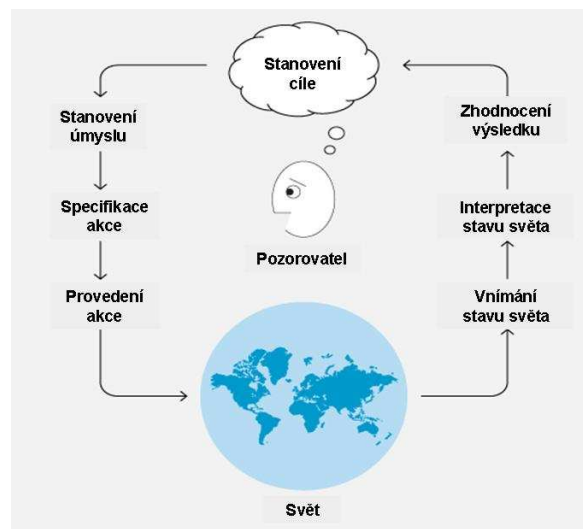 Stanovení
cíle
Stanovení
úmyslu
Specifikace
akce
Provedení
akce
Pozorovatel
Zhodnocení
výsledku
Interpretace
stavu světa
Vnímání
stavu světa
Svět